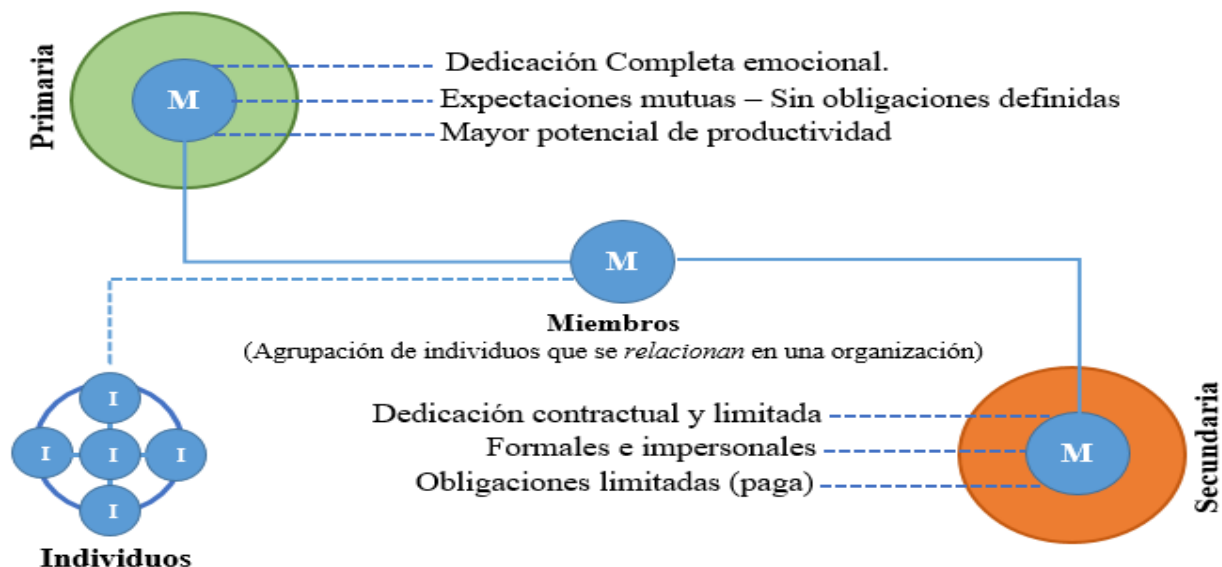 Primaria
M
Dedicación Completa emocional.
Expectaciones mutuas – Sin obligaciones definidas
Mayor potencial de productividad
M
Miembros
(Agrupación de individuos que se relacionan en una organización)
I
I I I
I
Individuos
Dedicación contractual y limitada
Formales e impersonales
Obligaciones limitadas (paga)
M
Secundaria